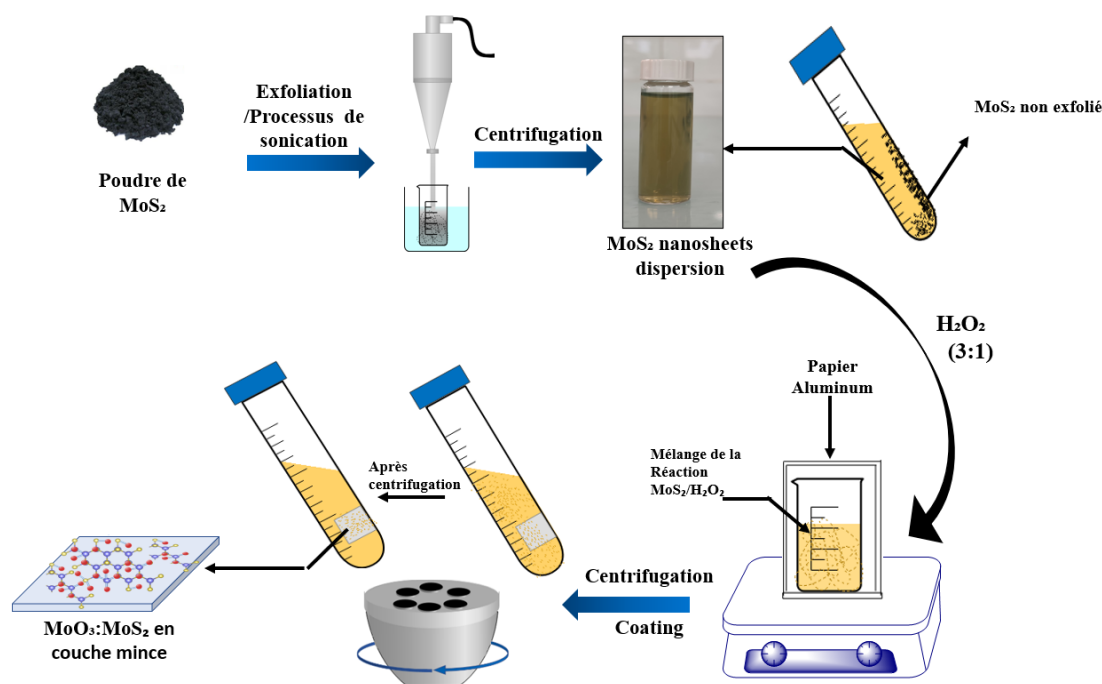 Poudre de
MoS₂
Exfoliation
/Processus de
sonication
Centrifugation
MoS₂ nanosheets
dispersion
MoS₂ non exfolié
H₂O₂
(3:1)
Papier
Aluminum
Mélange de la
Réaction
MoS₂/H₂O₂
Centrifugation
Coating
Après
centrifugation
MoO₃:MoS₂ en
couche mince